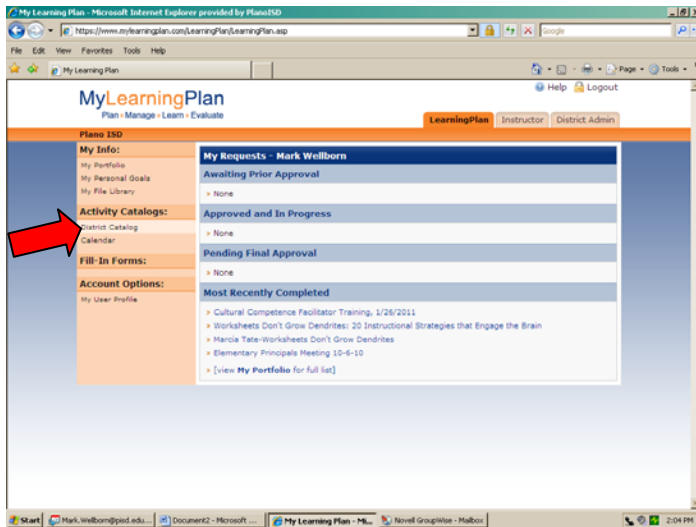 My Learning Plan - Microsoft Internet Explorer provided by PlanoISD
https://www.mylearningplan.com/LearningPlan/LearningPlan.asp
Google
File Edit View Favorites Tools Help
My Learning Plan
Page Tools
Help Logout
MyLearningPlan
Plan • Manage • Learn • Evaluate
LearningPlan Instructor District Admin
Plano ISD
My Info:
My Portfolio
My Personal Goals
My File Library
Activity Catalogs:
District Catalog
Calendar
Fill-In Forms:
Account Options:
My User Profile
My Requests - Mark Wellborn
Awaiting Prior Approval
» None
Approved and In Progress
» None
Pending Final Approval
» None
Most Recently Completed
» Cultural Competence Facilitator Training, 1/26/2011
» Worksheets Don't Grow Dendrites: 20 Instructional Strategies that Engage the Brain
» Marcia Tate-Worksheets Don't Grow Dendrites
» Elementary Principals Meeting 10-6-10
» [view My Portfolio for full list]
Start Mark.Wellborn@pisd.edu... Document2 - Microsoft ... My Learning Plan - Mi... Novell GroupWise - Mailbox 2:04 PM